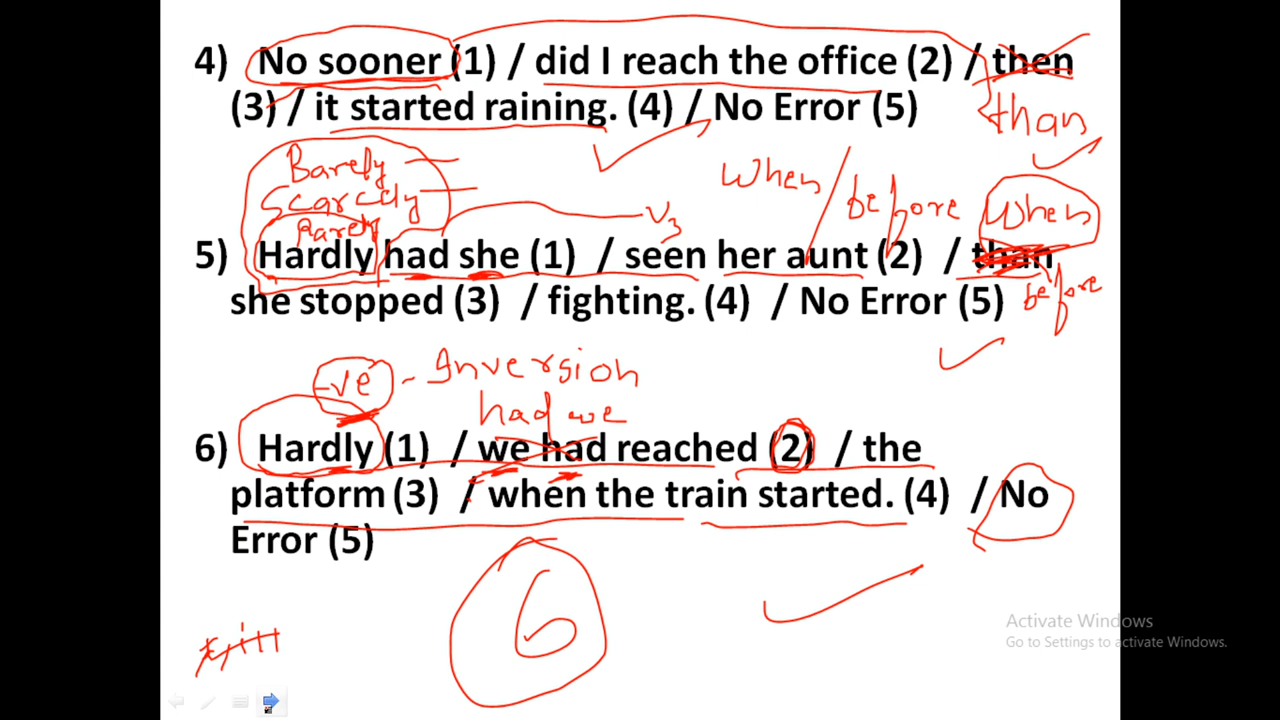 4) No sooner (1) / did I reach the office (2) / then
(3) / it started raining. (4) / No Error (5)
than
Barely
Scarcely
Rarely
When / before
When
V3
5) Hardly had she (1) / seen her aunt (2) / than
she stopped (3) / fighting. (4) / No Error (5)
before
-ve - Inversion
had we
6) Hardly (1) / we had reached (2) / the
platform (3) / when the train started. (4) / No
Error (5)
6
till
Activate Windows
Go to Settings to activate Windows.